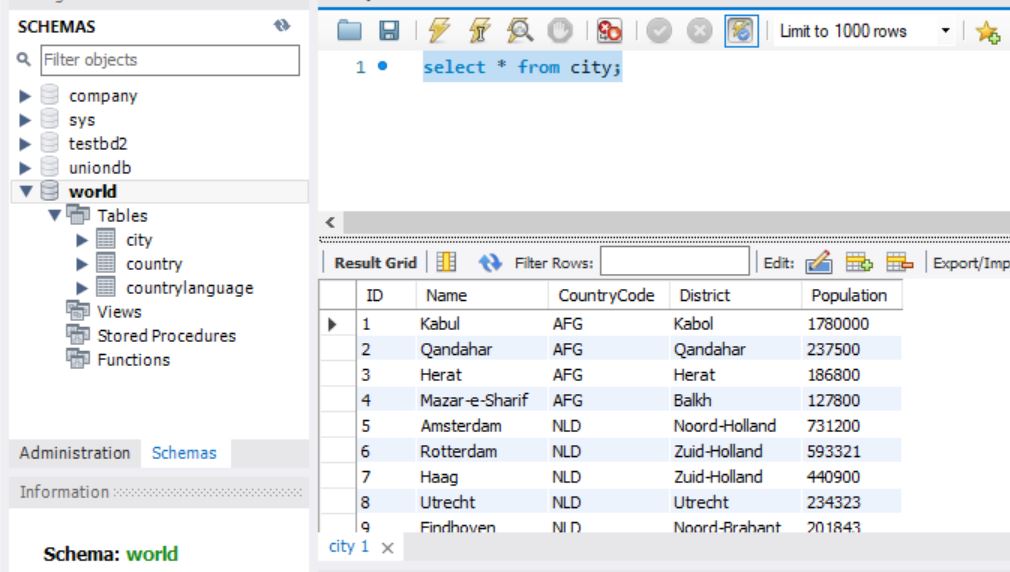 SCHEMAS
Filter objects
company
sys
testbd2
uniondb
world
Tables
city
country
countrylanguage
Views
Stored Procedures
Functions
Administration Schemas
Information
Schema: world
Limit to 1000 rows
1 select * from city;
Result Grid Filter Rows: Edit: Export/Imp
ID Name CountryCode District Population
1 Kabul AFG Kabol 1780000
2 Qandahar AFG Qandahar 237500
3 Herat AFG Herat 186800
4 Mazar-e-Sharif AFG Balkh 127800
5 Amsterdam NLD Noord-Holland 731200
6 Rotterdam NLD Zuid-Holland 593321
7 Haag NLD Zuid-Holland 440900
8 Utrecht NLD Utrecht 234323
9 Eindhoven NLD Noord-Brabant 201843
city 1